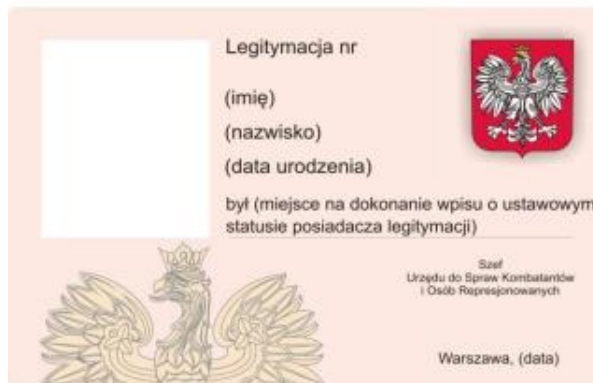 Legitymacja nr
(imię)
(nazwisko)
(data urodzenia)
był (miejsce na dokonanie wpisu o ustawowym
statusie posiadacza legitymacji)
Szef
Urzędu do Spraw Kombatantów
i Osób Represjonowanych
Warszawa, (data)